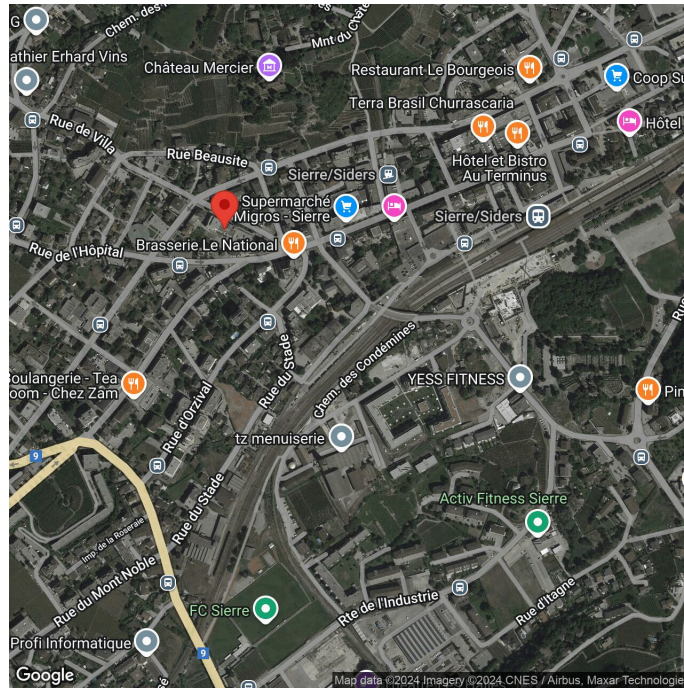 G
athier Erhard Vins
Château Mercier
Mnt du Châte
Chem. des
Restaurant Le Bourgeois
Coop Su
Terra Brasil Churrascaria
Hôtel
Rue de Villa
Rue Beausite
Hôtel et Bistro
Au Terminus
Sierre/Siders
Supermarché
Migros - Sierre
Sierre/Siders
Rue de l'Hôpital
Brasserie Le National
Rue
Boulangerie - Tea
oom - Chez Zam
Rue d'Orzival
Rue du Stade
Chem. des Condémines
YESS FITNESS
Pin
tz menuiserie
9
Rue du Stade
Activ Fitness Sierre
Imp. de la Roseraie
Rue du Mont Noble
FC Sierre
Rte de l'Industrie
Rue d'Itagne
Profi Informatique
9
sé
Google
Map data ©2024 Imagery ©2024 CNES / Airbus, Maxar Technologie